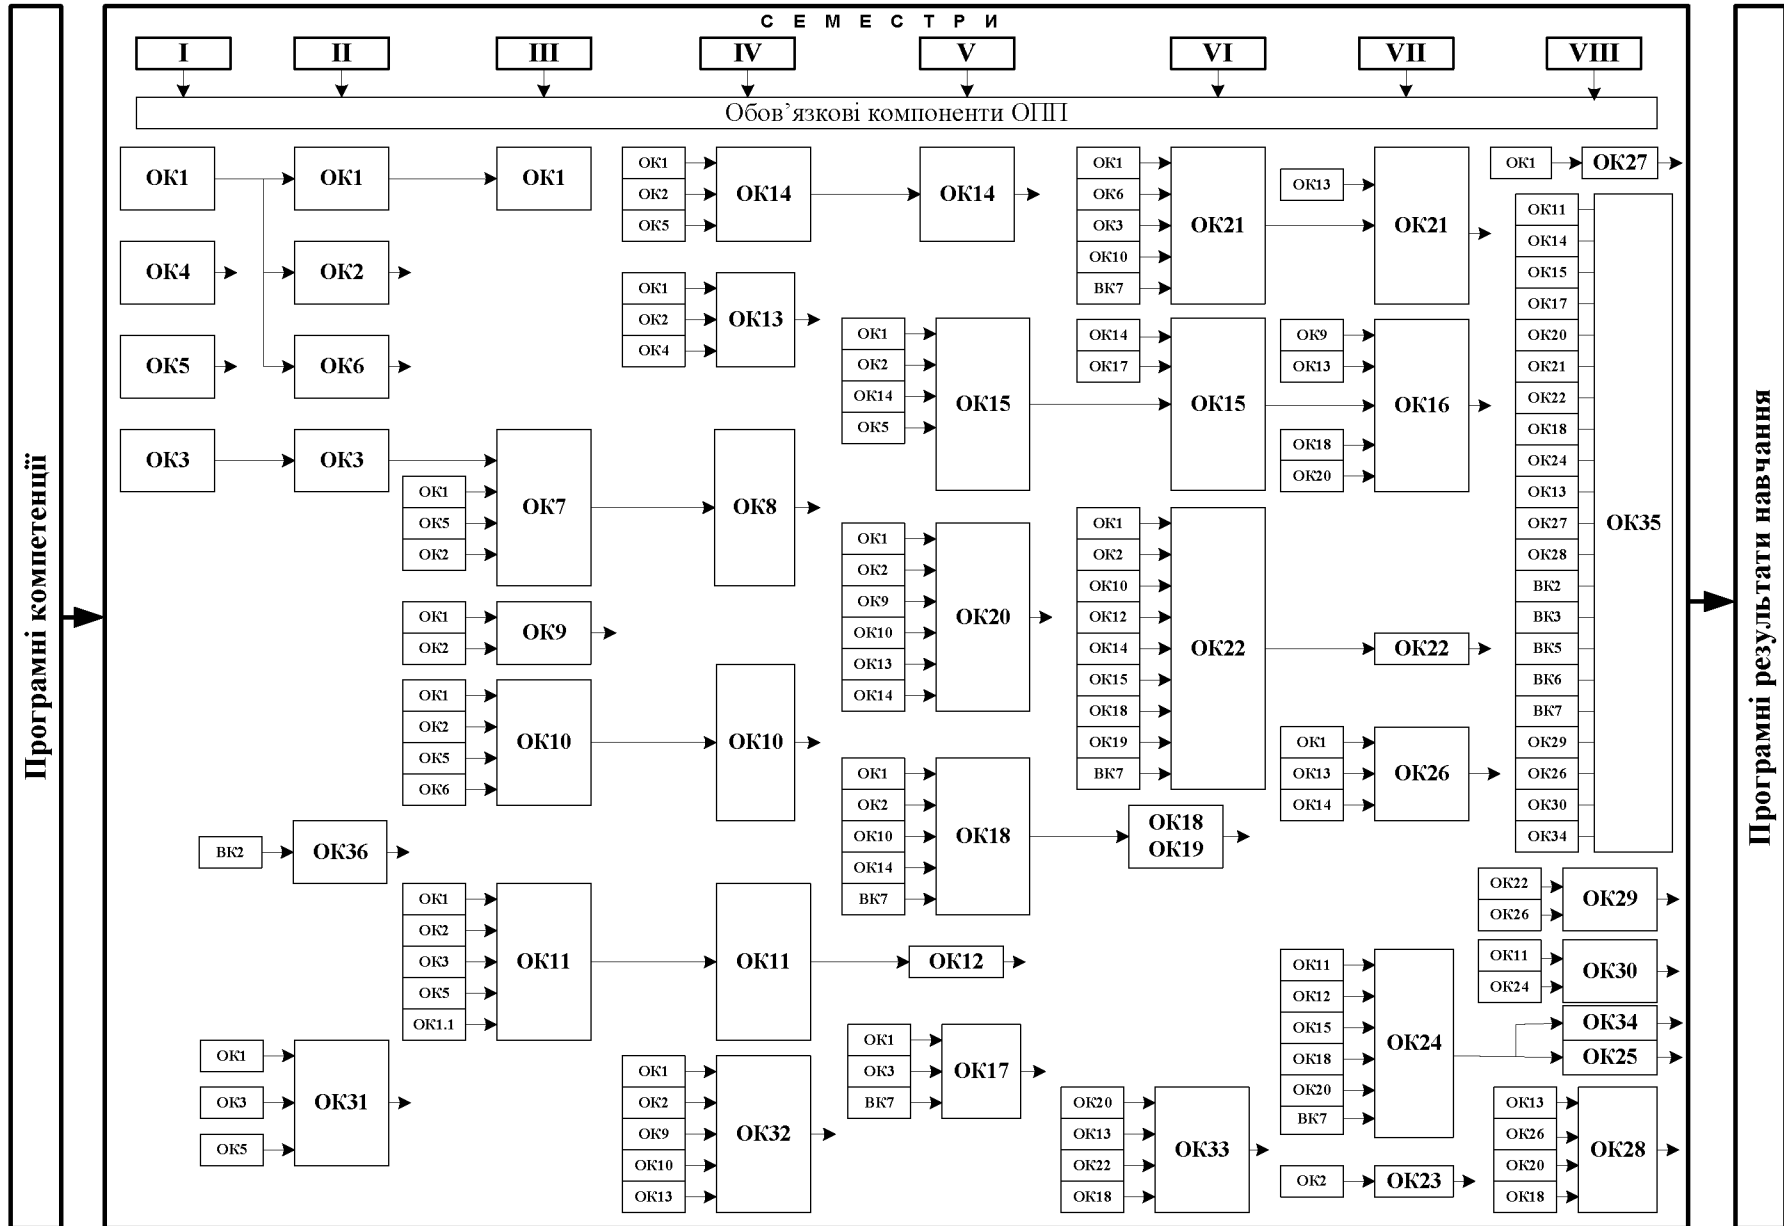 С Е М Е С Т Р И
I
II
III
IV
V
VI
VII
VIII
Обов’язкові компоненти ОПП
Програмні компетенції
ОК1
ОК4
ОК5
ОК3
ОК1
ОК2
ОК6
ОК3
ВК2
ОК36
ОК1
ОК3
ОК5
ОК31
ОК1
ОК1
ОК5
ОК2
ОК7
ОК1
ОК2
ОК9
ОК1
ОК2
ОК5
ОК6
ОК10
ОК1
ОК2
ОК3
ОК5
ОК1.1
ОК11
ОК1
ОК2
ОК5
ОК14
ОК1
ОК2
ОК4
ОК13
ОК8
ОК10
ОК11
ОК1
ОК2
ОК9
ОК10
ОК13
ОК32
ОК14
ОК1
ОК2
ОК14
ОК5
ОК15
ОК1
ОК2
ОК9
ОК10
ОК13
ОК14
ОК20
ОК1
ОК2
ОК10
ОК14
ВК7
ОК18
ОК12
ОК1
ОК3
ВК7
ОК17
ОК1
ОК6
ОК3
ОК10
ВК7
ОК21
ОК14
ОК17
ОК15
ОК1
ОК2
ОК10
ОК12
ОК14
ОК15
ОК18
ОК19
ВК7
ОК22
ОК18
ОК19
ОК20
ОК13
ОК22
ОК18
ОК33
ОК13
ОК21
ОК9
ОК13
ОК18
ОК20
ОК16
ОК22
ОК1
ОК13
ОК14
ОК26
ОК11
ОК12
ОК15
ОК18
ОК20
ВК7
ОК24
ОК2
ОК23
ОК1
ОК27
ОК11
ОК14
ОК15
ОК17
ОК20
ОК21
ОК22
ОК18
ОК24
ОК13
ОК27
ОК28
ВК2
ВК3
ВК5
ВК6
ВК7
ОК29
ОК26
ОК30
ОК34
ОК35
ОК22
ОК26
ОК29
ОК11
ОК24
ОК30
ОК34
ОК25
ОК13
ОК26
ОК20
ОК18
ОК28
Програмні результати навчання